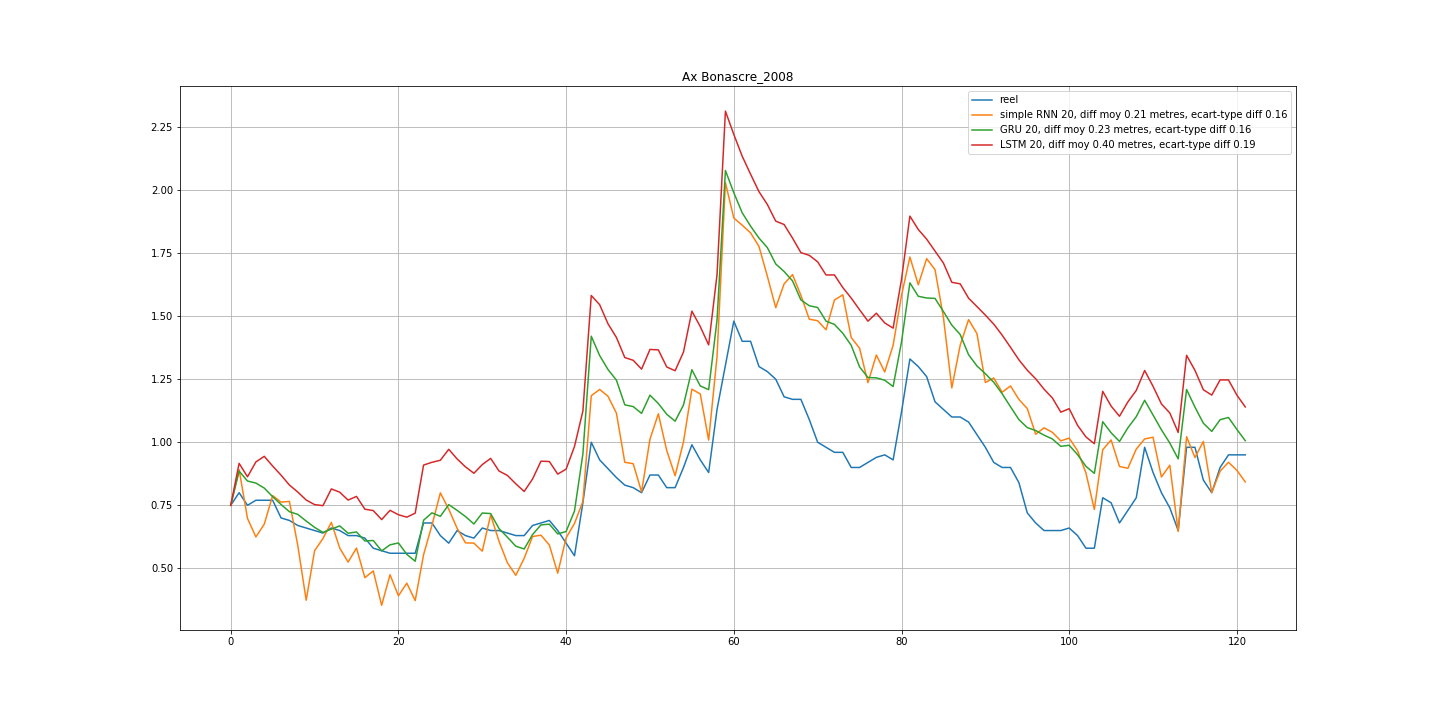 Ax Bonascre_2008
reel
simple RNN 20, diff moy 0.21 metres, ecart-type diff 0.16
GRU 20, diff moy 0.23 metres, ecart-type diff 0.16
LSTM 20, diff moy 0.40 metres, ecart-type diff 0.19
2.25
2.00
1.75
1.50
1.25
1.00
0.75
0.50
0 20 40 60 80 100 120